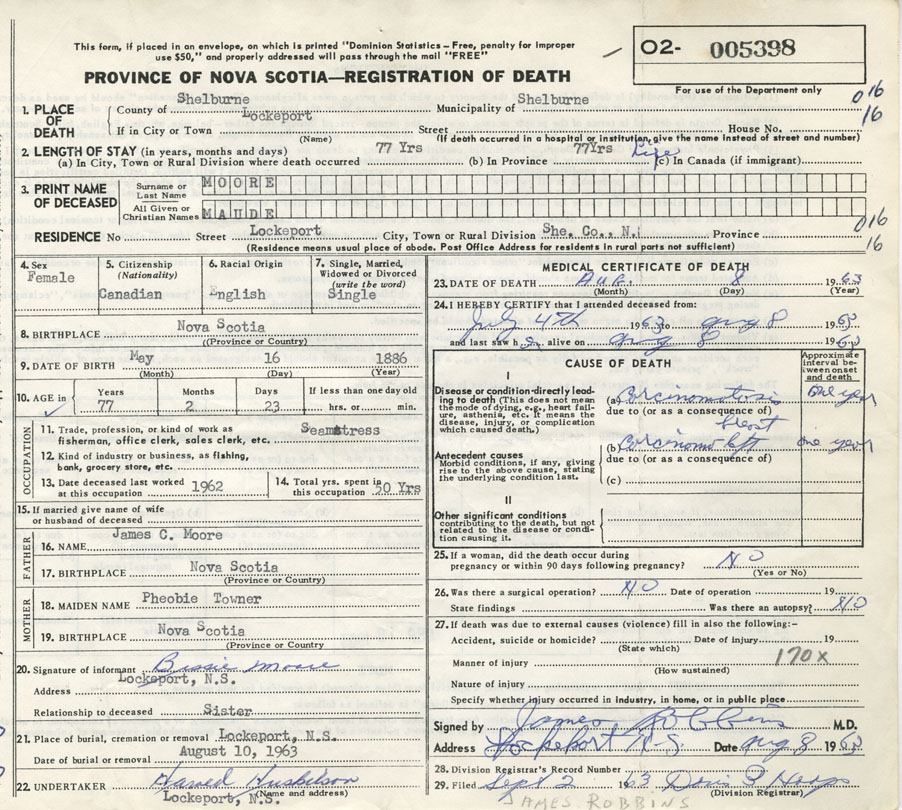 This form, if placed in an envelope, on which is printed "Dominion Statistics – Free, penalty for improper
use $50," and properly addressed will pass through the mail "FREE"
O2- 005398
PROVINCE OF NOVA SCOTIA—REGISTRATION OF DEATH
For use of the Department only
1. PLACE OF DEATH
County of Shelburne Municipality of Shelburne
016
16
If in City or Town Lockeport Street House No.
(Name) (If death occurred in a hospital or institution, give the name instead of street and number)
2. LENGTH OF STAY (in years, months and days)
(a) In City, Town or Rural Division where death occurred 77 Yrs (b) In Province 77Yrs Life (c) In Canada (if immigrant)
3. PRINT NAME OF DECEASED
Surname or Last Name MOORE
All Given or Christian Names MAUDE
RESIDENCE No Street Lockeport City, Town or Rural Division She. Co., N. Province
016
16
(Residence means usual place of abode. Post Office Address for residents in rural parts not sufficient)
4. Sex
Female
5. Citizenship
(Nationality)
Canadian
6. Racial Origin
English
7. Single, Married,
Widowed or Divorced
(write the word)
Single
8. BIRTHPLACE Nova Scotia
(Province or Country)
9. DATE OF BIRTH May 16 1886
(Month) (Day) (Year)
10. AGE in
Years Months Days If less than one day old
77 2 23 hrs. or min.
OCCUPATION
11. Trade, profession, or kind of work as
fisherman, office clerk, sales clerk, etc. Seamstress
12. Kind of industry or business, as fishing,
bank, grocery store, etc.
13. Date deceased last worked
at this occupation 1962
14. Total yrs. spent in
this occupation 50 Yrs
15. If married give name of wife
or husband of deceased
FATHER
16. NAME James C. Moore
17. BIRTHPLACE Nova Scotia
(Province or Country)
MOTHER
18. MAIDEN NAME Pheobie Towner
19. BIRTHPLACE Nova Scotia
(Province or Country)
20. Signature of informant Bessie Moore
Address Lockeport, N.S.
Relationship to deceased Sister
21. Place of burial, cremation or removal Lockeport, N.S.
Date of burial or removal August 10, 1963
22. UNDERTAKER
(Name and address)
Lockeport, N.S.
MEDICAL CERTIFICATE OF DEATH
23. DATE OF DEATH Aug. 8 1963
(Month) (Day) (Year)
24. I HEREBY CERTIFY that I attended deceased from:
July 4th 1963 to Aug 8 1963
and last saw h alive on Aug 8 1963
CAUSE OF DEATH
Approximate
interval be-
tween onset
and death
I
Disease or condition directly lead-
ing to death (This does not mean
the mode of dying, e.g., heart failure,
asthenia, etc. It means the
disease, injury, or complication
which caused death.)
(a) Carcinomatosis one year
due to (or as a consequence of)
breast
(b) Carcinoma left one year
due to (or as a consequence of)
Antecedent causes
Morbid conditions, if any, giving
rise to the above cause, stating
the underlying condition last.
(c)
II
Other significant conditions
contributing to the death, but not
related to the disease or condi-
tion causing it.
25. If a woman, did the death occur during
pregnancy or within 90 days following pregnancy? NO
(Yes or No)
26. Was there a surgical operation? NO Date of operation 19
State findings Was there an autopsy? NO
27. If death was due to external causes (violence) fill in also the following:-
Accident, suicide or homicide? Date of injury 19
(State which)
170x
Manner of injury
(How sustained)
Nature of injury
Specify whether injury occurred in industry, in home, or in public place
Signed by James Robbins M.D.
Address Lockeport N.S. Date Aug 8 1963
28. Division Registrar's Record Number
29. Filed Sept 2 1963
(Division Registrar)
JAMES ROBBINS